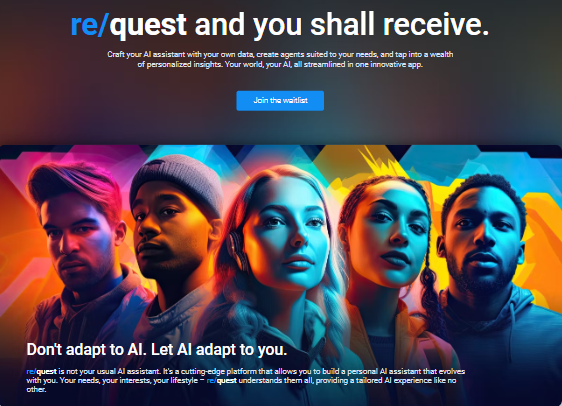 re/quest and you shall receive.
Craft your AI assistant with your own data, create agents suited to your needs, and tap into a wealth
of personalized insights. Your world, your AI, all streamlined in one innovative app.
Join the waitlist
Don't adapt to AI. Let AI adapt to you.
re/quest is not your usual AI assistant. It's a cutting-edge platform that allows you to build a personal AI assistant that evolves
with you. Your needs, your interests, your lifestyle – re/quest understands them all, providing a tailored AI experience like no
other.